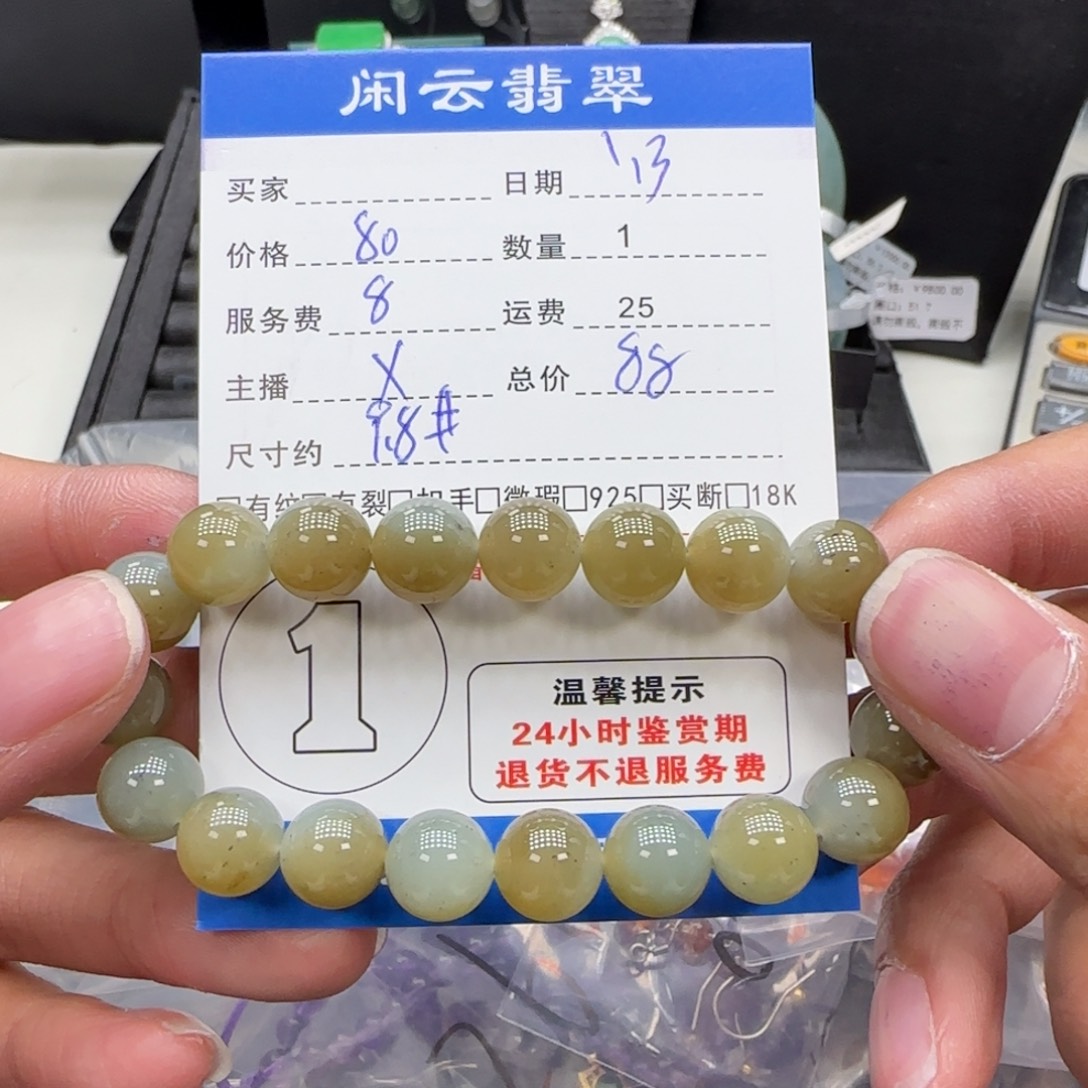 闲云翡翠
买家 日期 1/13
价格 80 数量 1
服务费 8 运费 25
主播 X 总价 88
尺寸约 9.8#
□有纹□有裂□扣手□微瑕□925□买断□18K
1
温馨提示
24小时鉴赏期
退货不退服务费